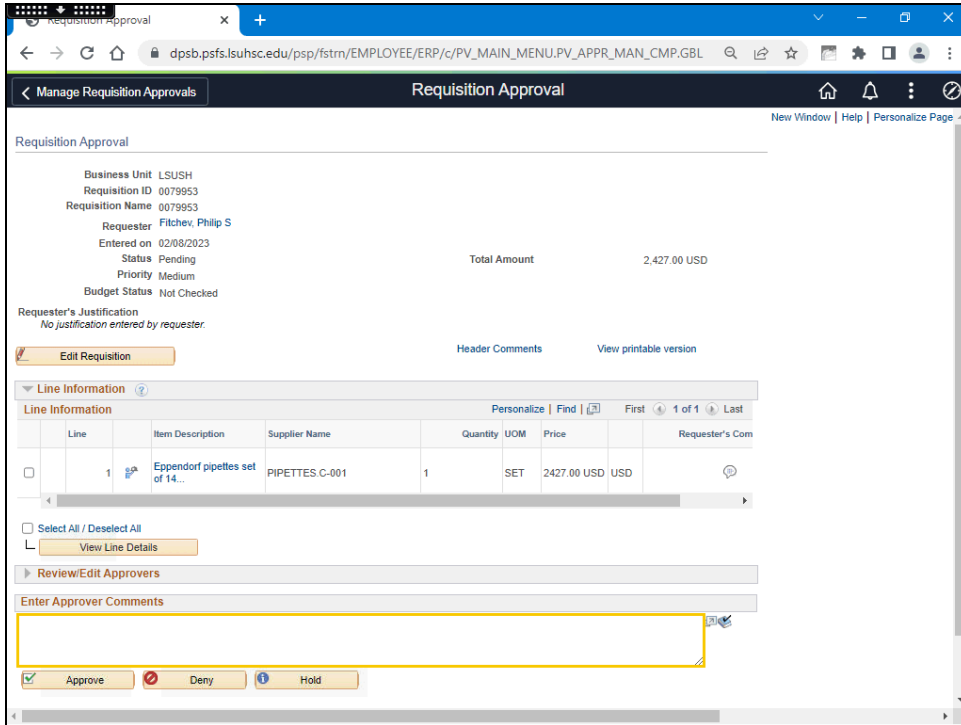 Requisition Approval
dpsb.psfs.lsuhsc.edu/psp/fstrn/EMPLOYEE/ERP/c/PV_MAIN_MENU.PV_APPR_MAN_CMP.GBL
Manage Requisition Approvals
Requisition Approval
New Window | Help | Personalize Page
Requisition Approval
Business Unit LSUSH
Requisition ID 0079953
Requisition Name 0079953
Requester Fitchev, Philip S
Entered on 02/08/2023
Status Pending Total Amount 2,427.00 USD
Priority Medium
Budget Status Not Checked
Requester's Justification
No justification entered by requester.
Edit Requisition Header Comments View printable version
Line Information
Line Information Personalize | Find | First 1 of 1 Last
Line Item Description Supplier Name Quantity UOM Price Requester's Com
1 Eppendorf pipettes set of 14... PIPETTES.C-001 1 SET 2427.00 USD USD
Select All / Deselect All
View Line Details
Review/Edit Approvers
Enter Approver Comments
Approve Deny Hold